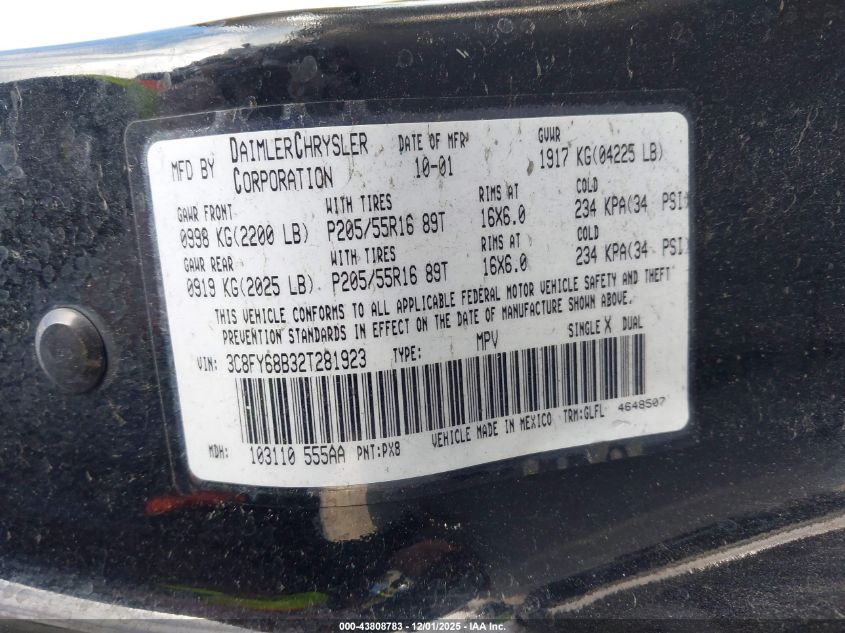 MFD BY DAIMLERCHRYSLER CORPORATION DATE OF MFR 10-01 GVWR 1917 KG(04225 LB)
GAWR FRONT WITH TIRES RIMS AT COLD
0998 KG(2200 LB) P205/55R16 89T 16X6.0 234 KPA(34 PSI)
GAWR REAR WITH TIRES RIMS AT COLD
0919 KG(2025 LB) P205/55R16 89T 16X6.0 234 KPA(34 PSI)
THIS VEHICLE CONFORMS TO ALL APPLICABLE FEDERAL MOTOR VEHICLE SAFETY AND THEFT
PREVENTION STANDARDS IN EFFECT ON THE DATE OF MANUFACTURE SHOWN ABOVE.
VIN: 3C8FY68B32T281923 TYPE: MPV SINGLE X DUAL
MDH: 103110 555AA PNT:PX8 VEHICLE MADE IN MEXICO TRM:GLFL 4648507
000-43808783 • 12/01/2025 - IAA Inc.